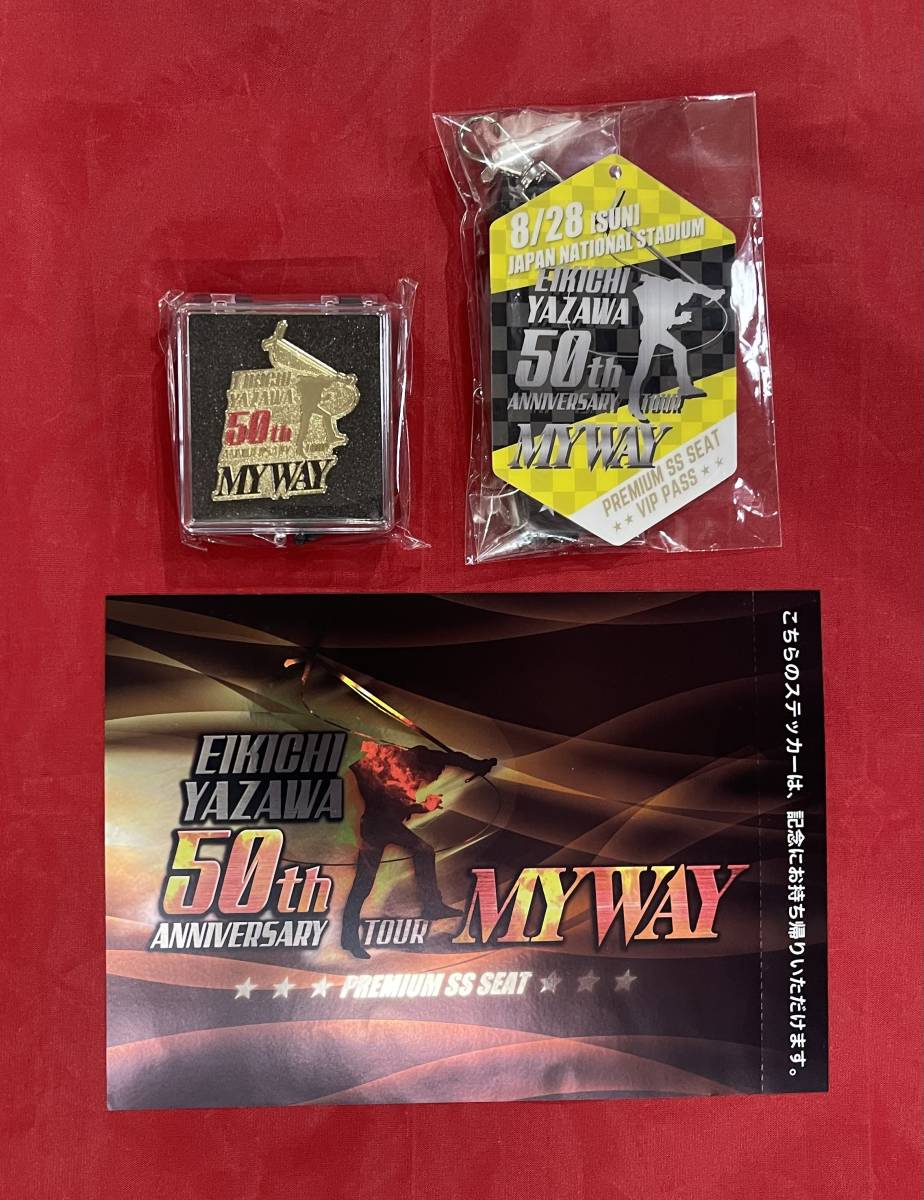 EIKICHI
YAZAWA
50th
ANNIVERSARY TOUR
MY WAY
8/28 [SUN]
JAPAN NATIONAL STADIUM
EIKICHI
YAZAWA
50th
ANNIVERSARY TOUR
MY WAY
PREMIUM SS SEAT
★★ VIP PASS ★★
EIKICHI
YAZAWA
50th
ANNIVERSARY TOUR MY WAY
★ ★ ★ PREMIUM SS SEAT ★ ★ ★
こちらのステッカーは、記念にお持ち帰りいただけます。